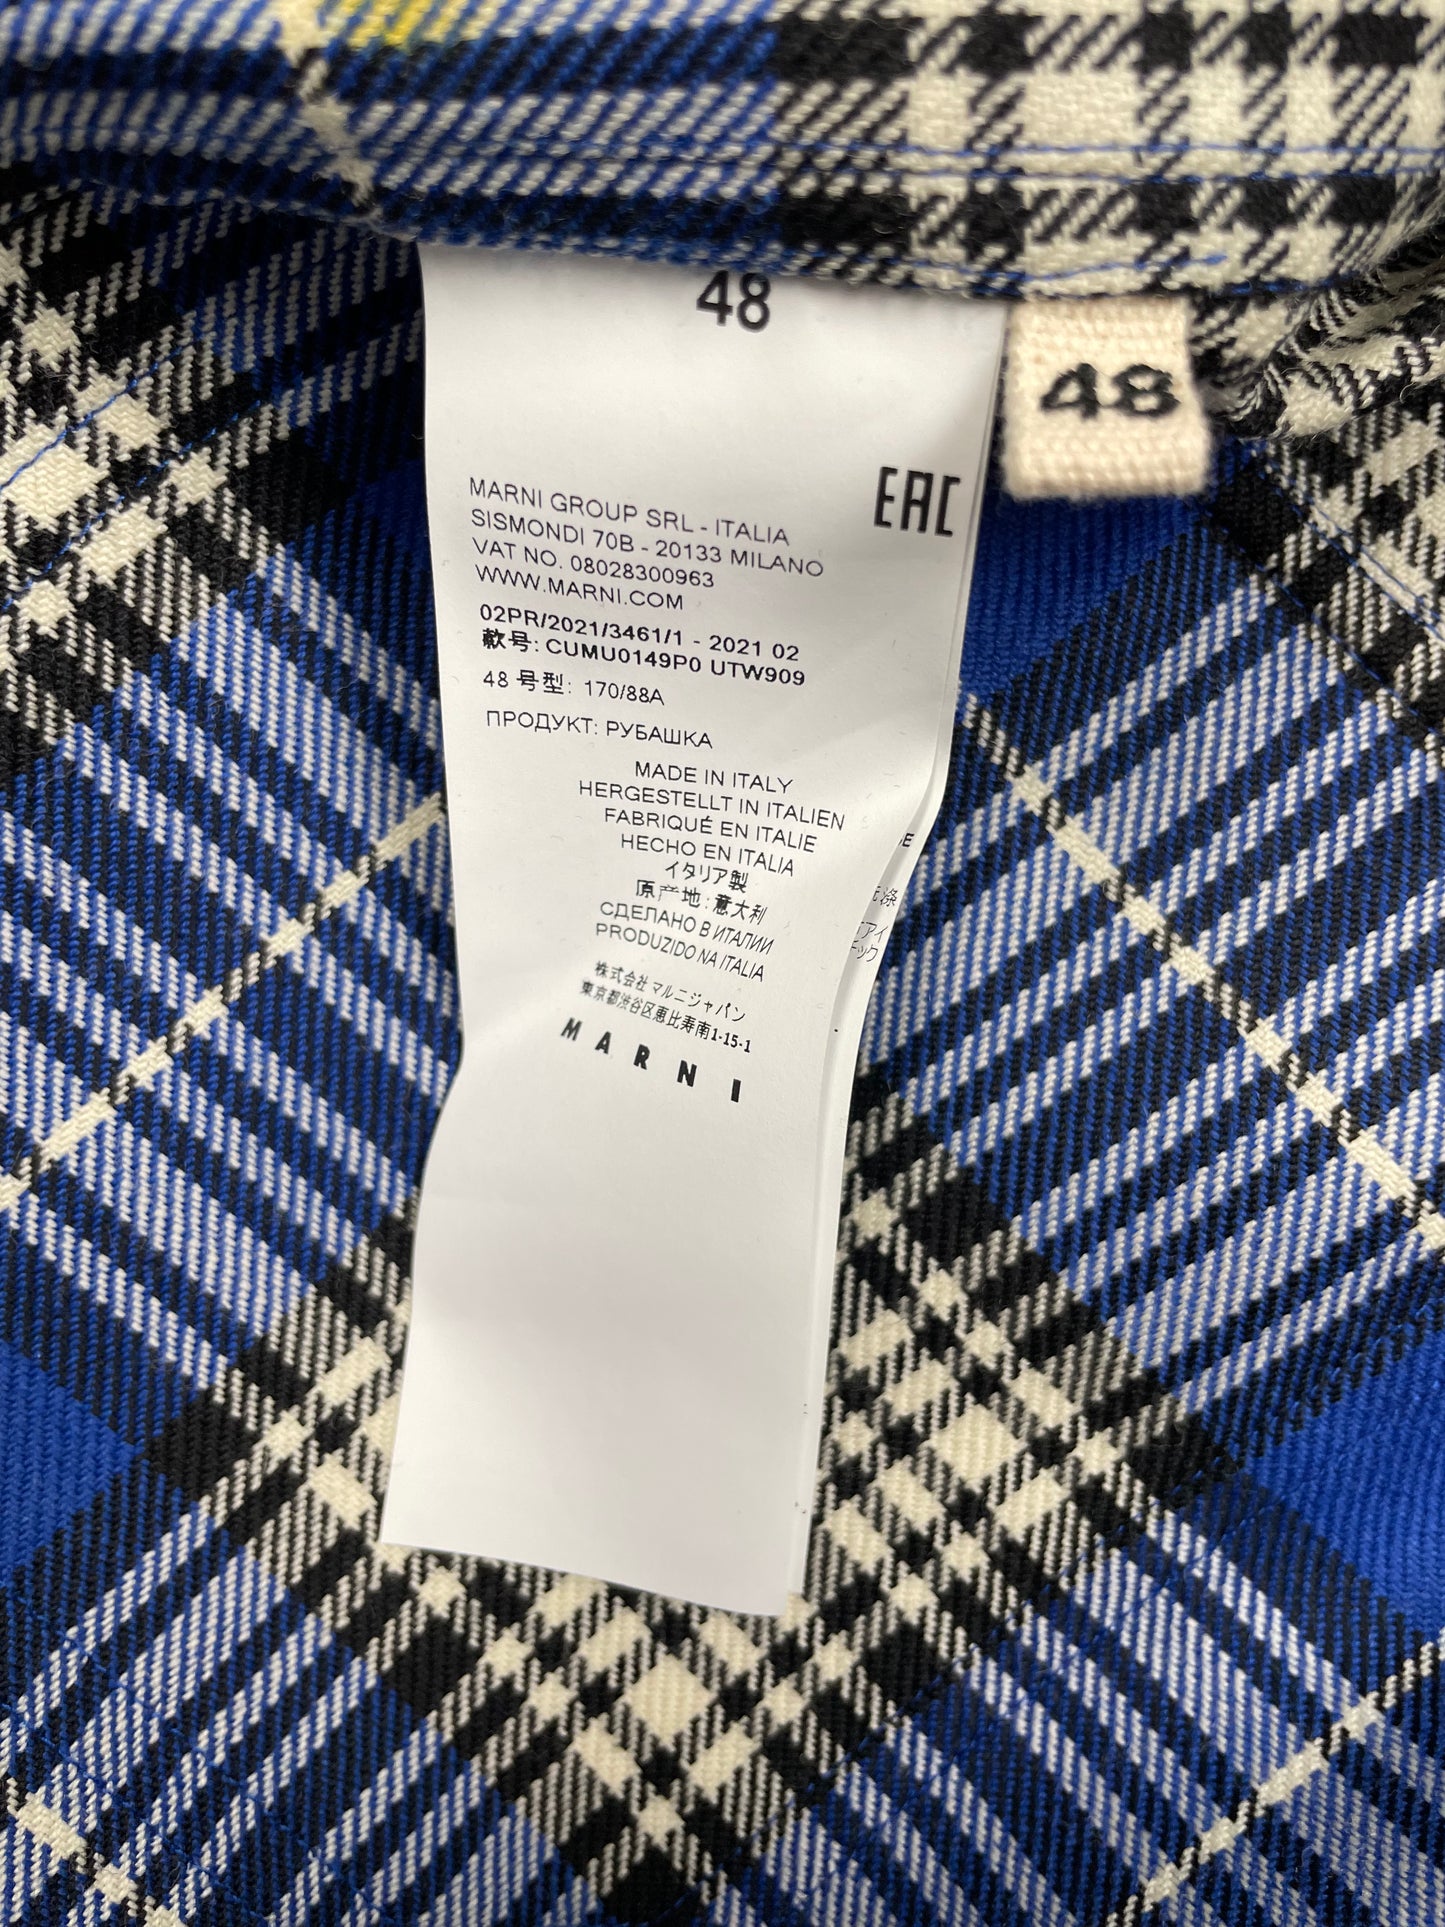 48
48
EAC
MARNI GROUP SRL - ITALIA
SISMONDI 70B - 20133 MILANO
VAT NO. 08028300963
WWW.MARNI.COM
02PR/2021/3461/1 - 2021 02
款号: CUMU0149P0 UTW909
48 号型: 170/88A
ПРОДУКТ: РУБАШКА
MADE IN ITALY
HERGESTELLT IN ITALIEN
FABRIQUÉ EN ITALIE
HECHO EN ITALIA
イタリア製
原产地: 意大利
СДЕЛАНО В ИТАЛИИ
PRODUZIDO NA ITALIA
株式会社 マルニジャパン
東京都渋谷区恵比寿南1-15-1
MARNI